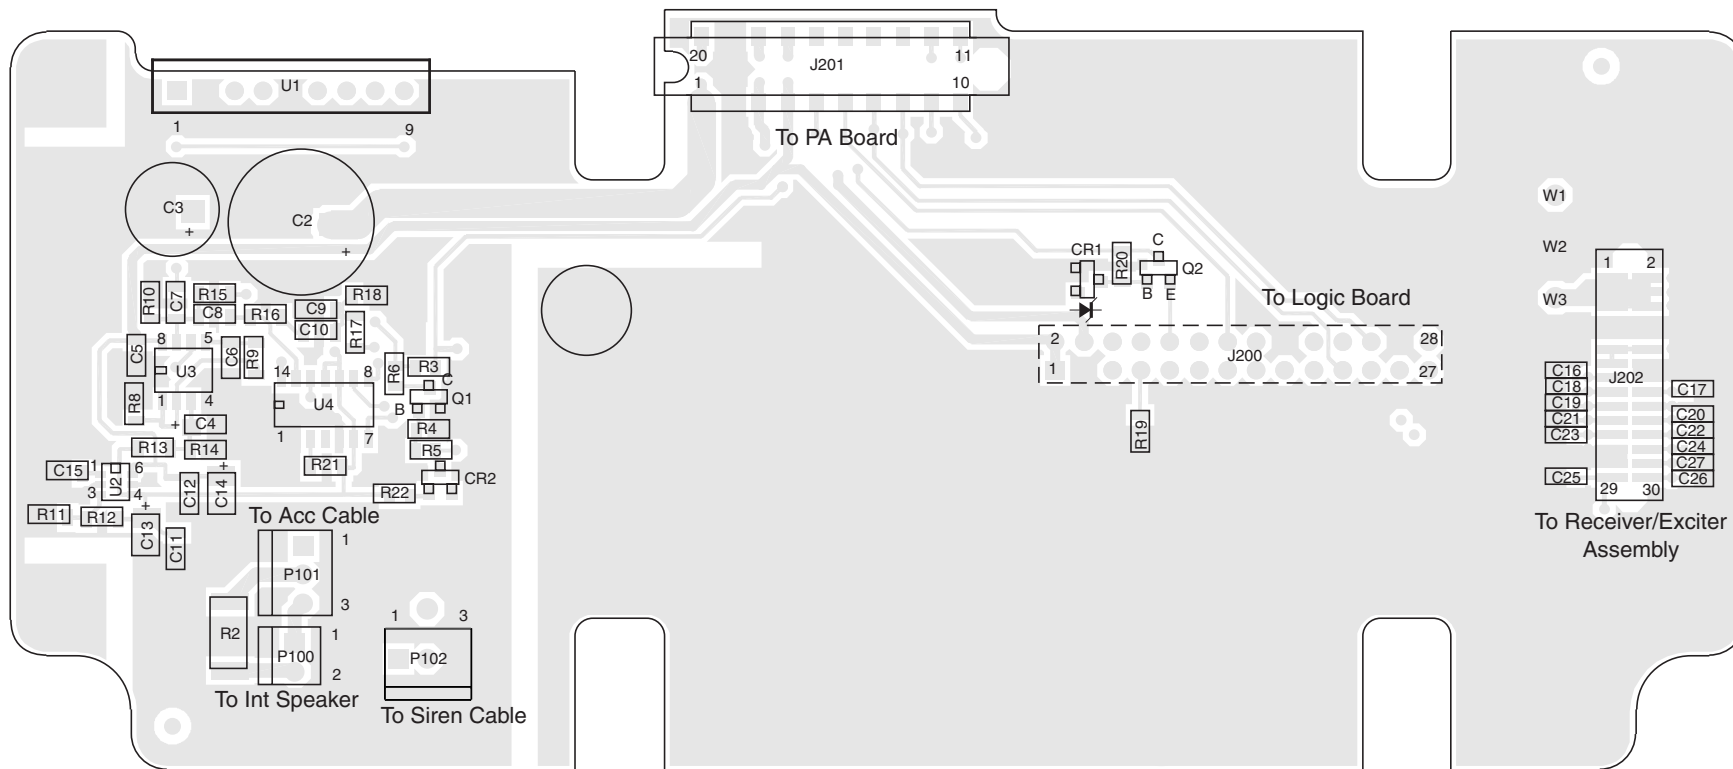 20
11
J201
1
10
To PA Board
U1
1
9
C3
+
C2
+
W1
W2
W3
CR1
R20
C
Q2
B
E
To Logic Board
2
28
J200
1
27
R19
R10
C7
R15
C8
R16
C9
C10
R18
R17
8
5
C5
U3
C6
R9
1
4
R8
+
C4
14
8
U4
1
7
R6
R3
C
Q1
B
R4
R5
CR2
R13
R14
R21
R22
C15
1
6
U2
3
4
C12
+
C14
R11
R12
+
C13
C11
To Acc Cable
1
P101
3
R2
1
P100
2
To Int Speaker
1
3
P102
To Siren Cable
1
2
J202
C16
C18
C19
C21
C23
C25
C17
C20
C22
C24
C27
C26
29
30
To Receiver/Exciter
Assembly